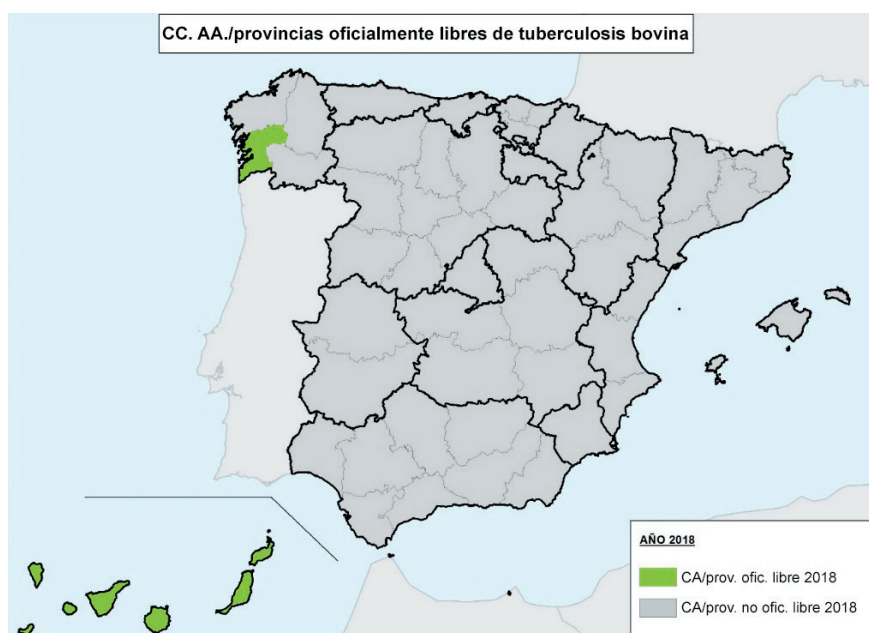 CC. AA./provincias oficialmente libres de tuberculosis bovina
AÑO 2018
CA/prov. ofic. libre 2018
CA/prov. no ofic. libre 2018